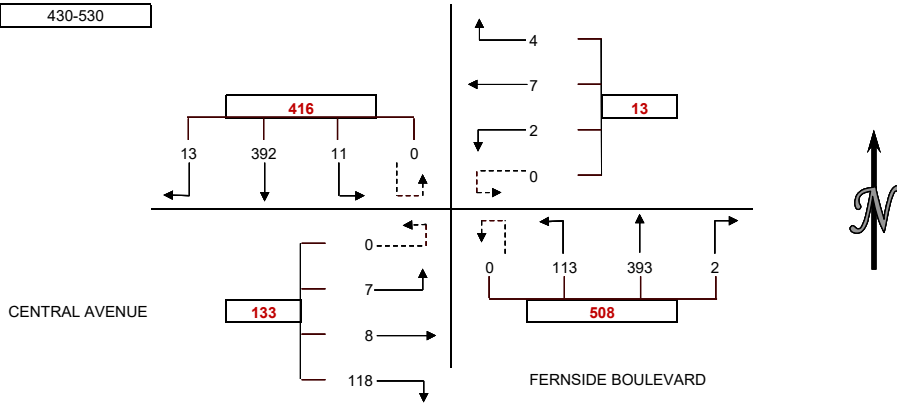 430-530
4
416
7
13
13 392 11 0
2
0
N
0
0 113 393 2
7
CENTRAL AVENUE
133
508
8
118
FERNSIDE BOULEVARD